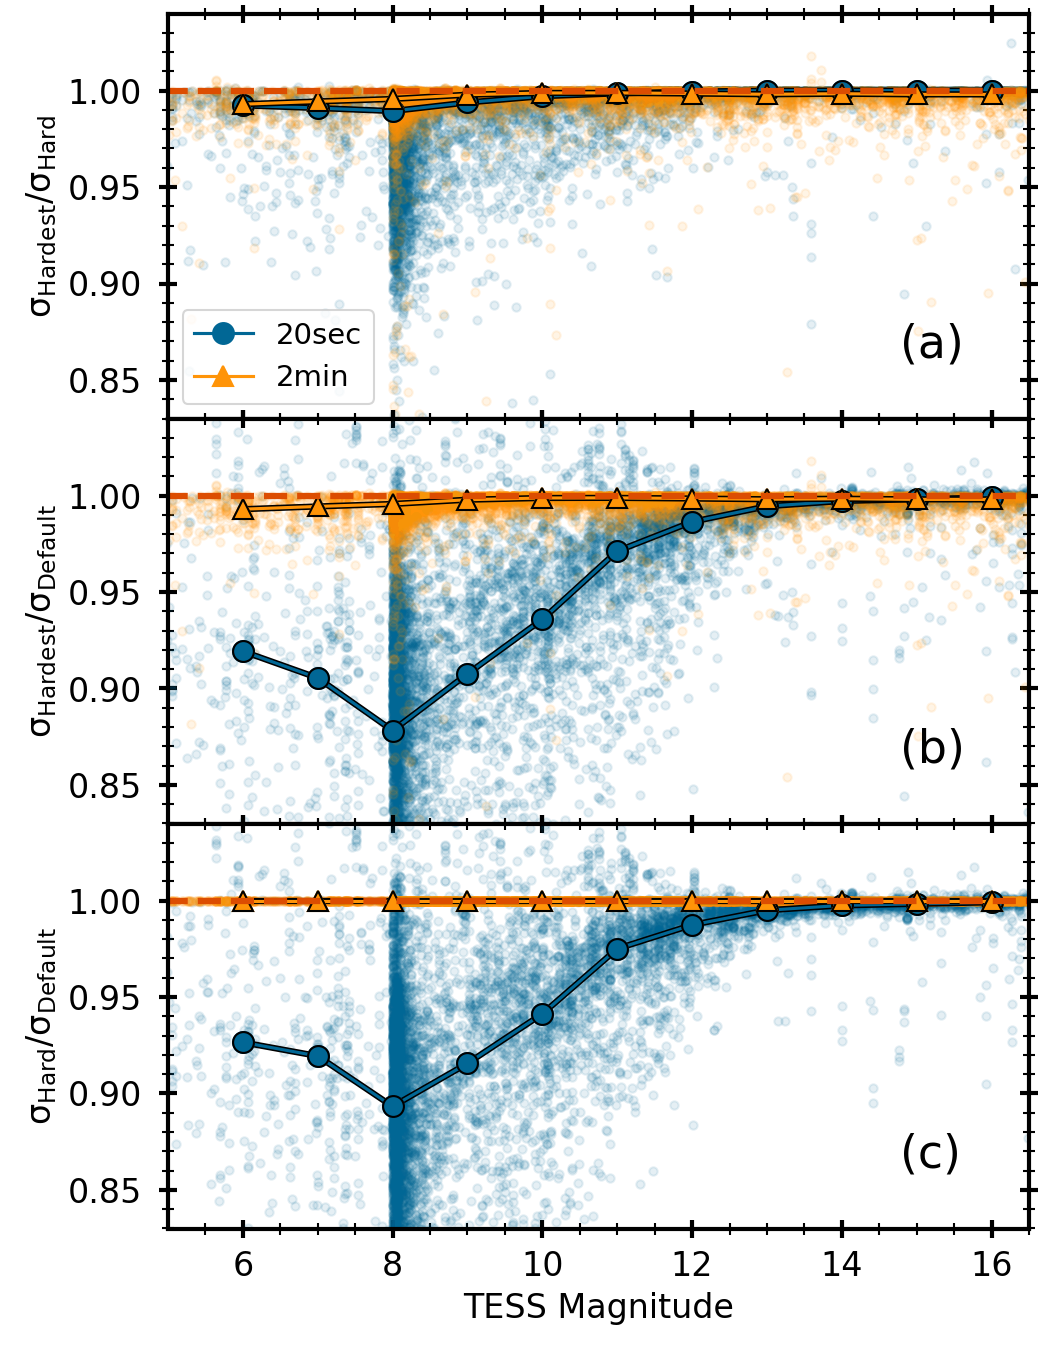 1.00
0.95
0.90
0.85
σHardest/σHard
20sec
2min
(a)
1.00
0.95
0.90
0.85
σHardest/σDefault
(b)
1.00
0.95
0.90
0.85
σHard/σDefault
(c)
6 8 10 12 14 16
TESS Magnitude